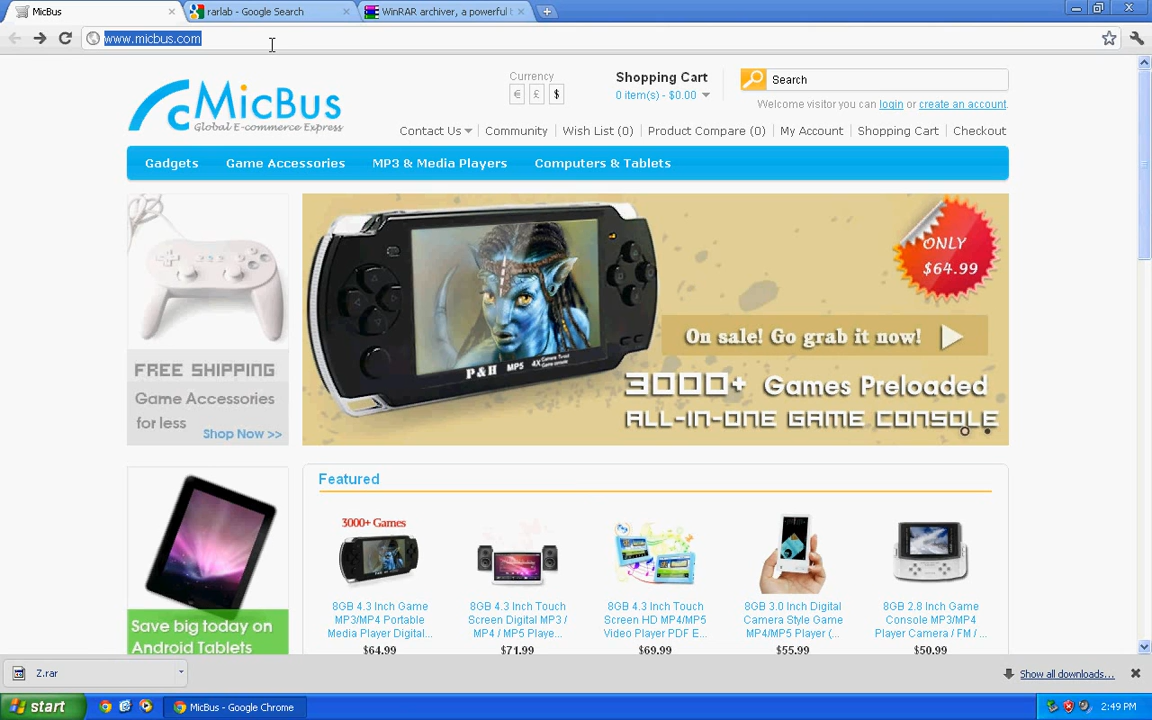 MicBus
rarlab - Google Search
WinRAR archiver, a powerful t
www.micbus.com
MicBus
Global E-commerce Express
Currency
€ £ $
Shopping Cart
0 item(s) - $0.00
Search
Welcome visitor you can login or create an account.
Contact Us
Community
Wish List (0)
Product Compare (0)
My Account
Shopping Cart
Checkout
Gadgets
Game Accessories
MP3 & Media Players
Computers & Tablets
FREE SHIPPING
Game Accessories
for less
Shop Now >>
P&H MP5
ONLY
$64.99
On sale! Go grab it now!
3000+ Games Preloaded
ALL-IN-ONE GAME CONSOLE
Save big today on
Android Tablets
Featured
3000+ Games
8GB 4.3 Inch Game
MP3/MP4 Portable
Media Player Digital...
$64.99
8GB 4.3 Inch Touch
Screen Digital MP3 /
MP4 / MP5 Playe...
$71.99
8GB 4.3 Inch Touch
Screen HD MP4/MP5
Video Player PDF E...
$69.99
8GB 3.0 Inch Digital
Camera Style Game
MP4/MP5 Player (...
$55.99
8GB 2.8 Inch Game
Console MP3/MP4
Player Camera / FM / ...
$50.99
Z.rar
Show all downloads...
start
MicBus - Google Chrome
2:49 PM